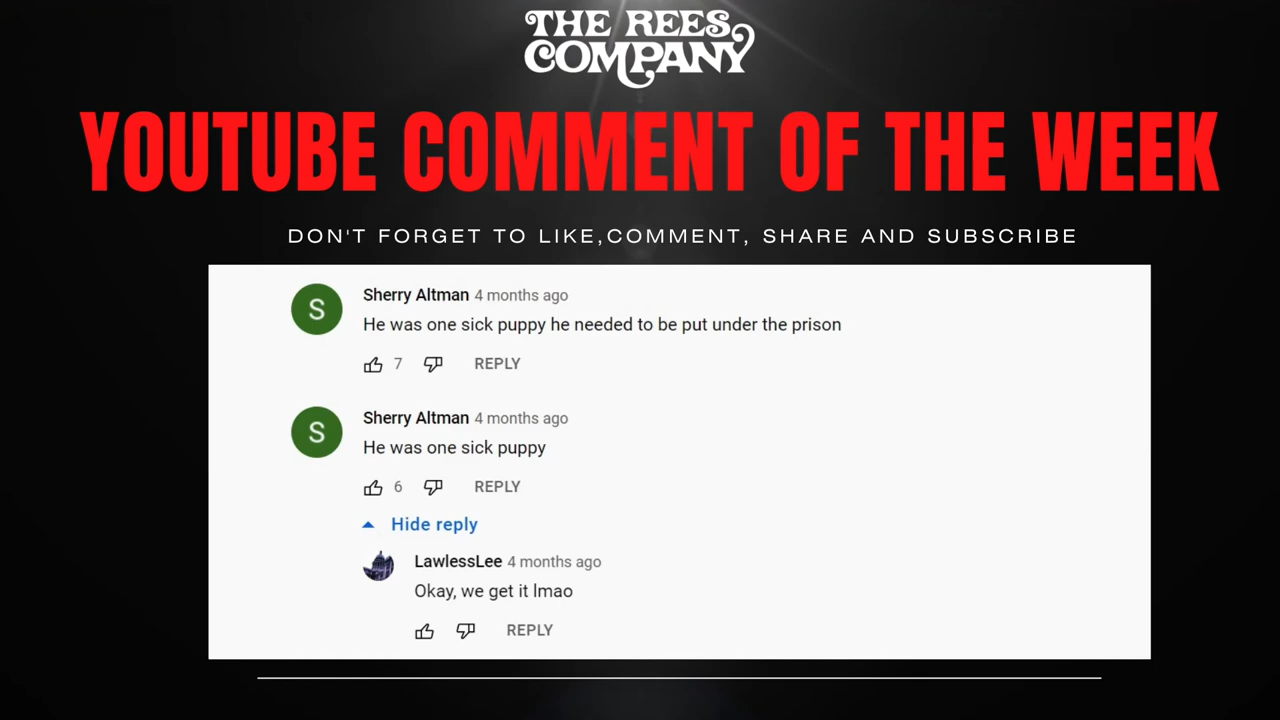 THE REES
COMPANY
YOUTUBE COMMENT OF THE WEEK
DON'T FORGET TO LIKE,COMMENT, SHARE AND SUBSCRIBE
S
Sherry Altman 4 months ago
He was one sick puppy he needed to be put under the prison
7 REPLY
S
Sherry Altman 4 months ago
He was one sick puppy
6 REPLY
Hide reply
LawlessLee 4 months ago
Okay, we get it lmao
REPLY